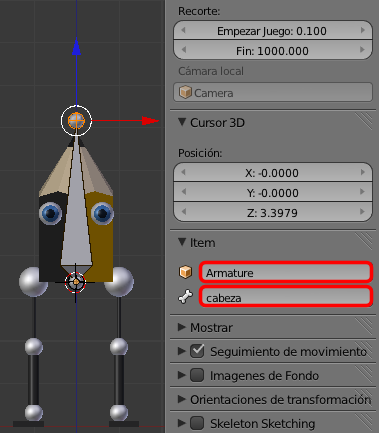 Recorte:
Empezar Juego: 0.100
Fin: 1000.000
Cámara local
Camera
Cursor 3D
Posición:
X: -0.0000
Y: -0.0000
Z: 3.3979
Item
Armature
cabeza
Mostrar
Seguimiento de movimiento
Imagenes de Fondo
Orientaciones de transformación
Skeleton Sketching